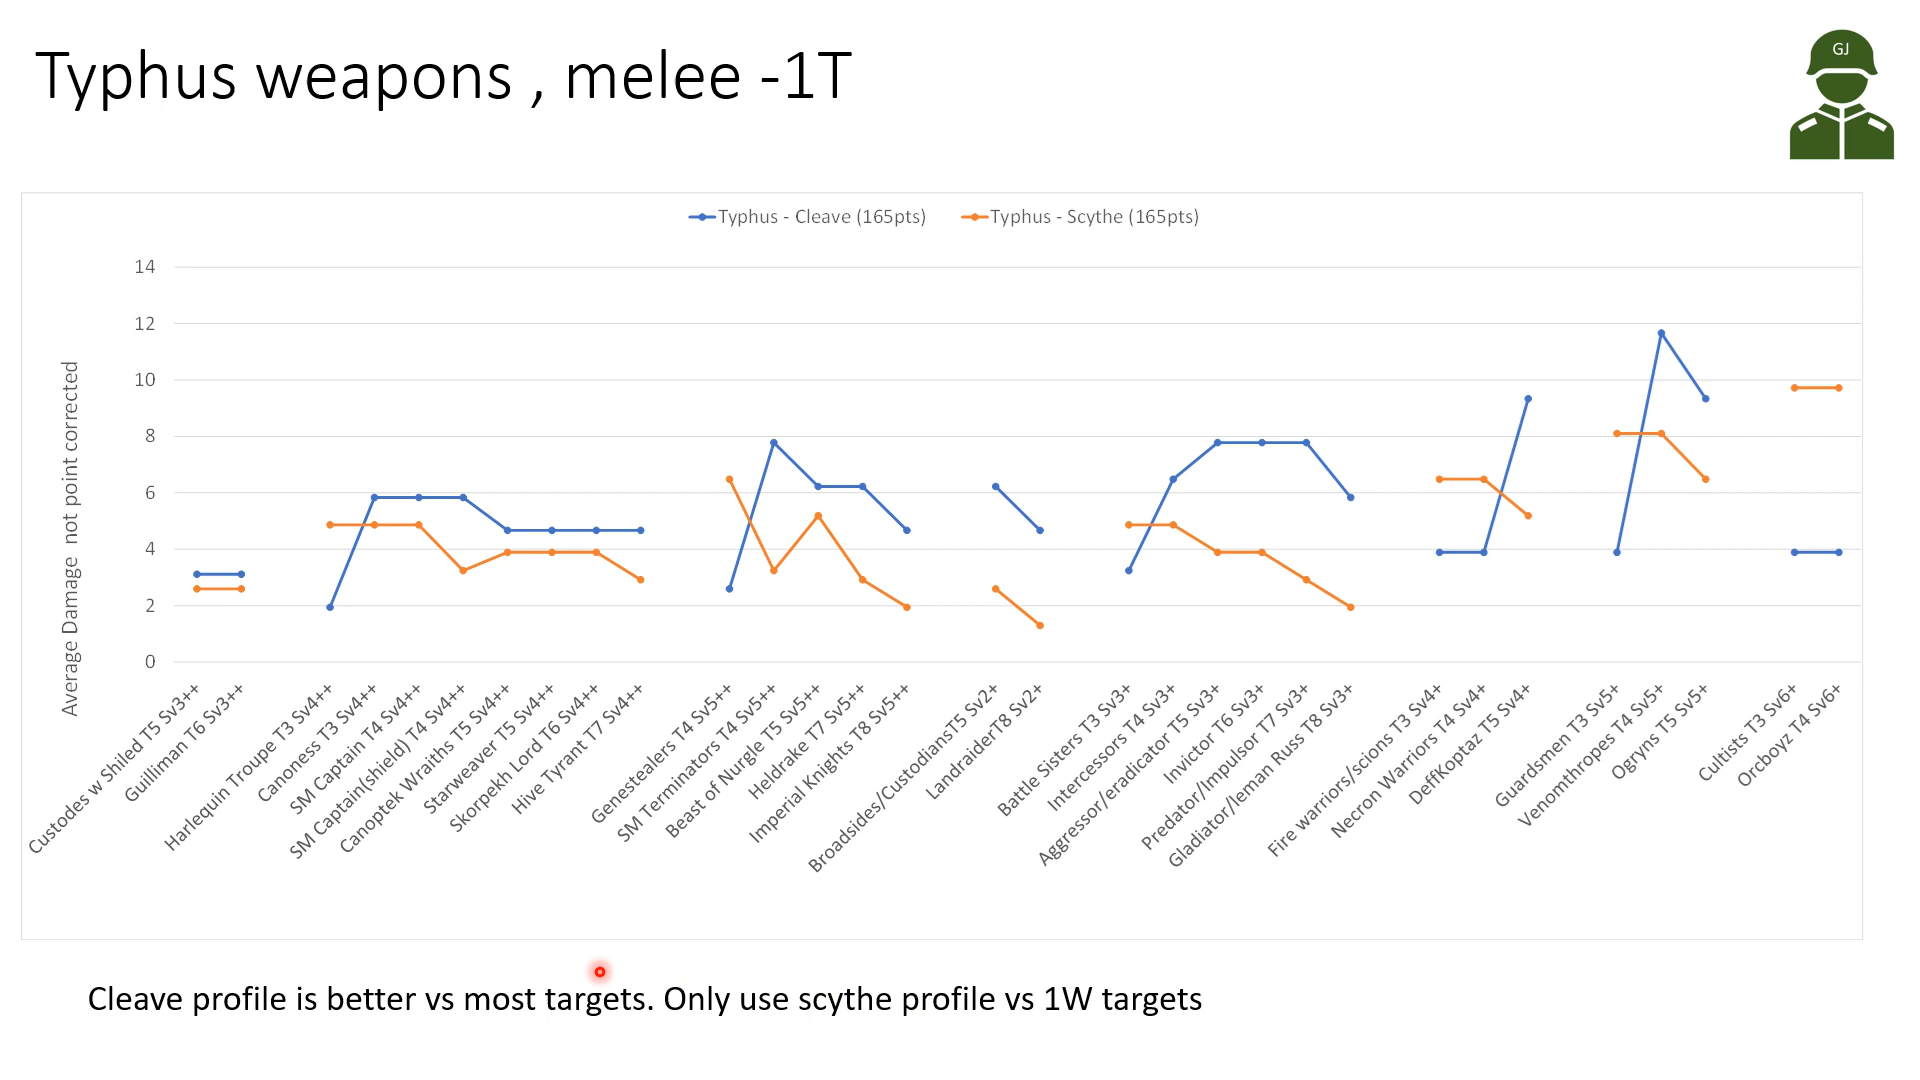 Typhus weapons , melee -1T
GJ
Typhus - Cleave (165pts)
Typhus - Scythe (165pts)
Average Damage  not point corrected
14
12
10
8
6
4
2
0
Custodes w Shiled T5 Sv3++
Guilliman T6 Sv3++
Harlequin Troupe T3 Sv4++
Canoness T3 Sv4++
SM Captain T4 Sv4++
SM Captain(shield) T4 Sv4++
Canoptek Wraiths T5 Sv4++
Starweaver T5 Sv4++
Skorpekh Lord T6 Sv4++
Hive Tyrant T7 Sv4++
Genestealers T4 Sv5++
SM Terminators T4 Sv5++
Beast of Nurgle T5 Sv5++
Heldrake T7 Sv5++
Imperial Knights T8 Sv5++
Broadsides/CustodiansT5 Sv2+
LandraiderT8 Sv2+
Battle Sisters T3 Sv3+
Intercessors T4 Sv3+
Aggressor/eradicator T5 Sv3+
Invictor T6 Sv3+
Predator/Impulsor T7 Sv3+
Gladiator/leman Russ T8 Sv3+
Fire warriors/scions T3 Sv4+
Necron Warriors T4 Sv4+
DeffKoptaz T5 Sv4+
Guardsmen T3 Sv5+
Venomthropes T4 Sv5+
Ogryns T5 Sv5+
Cultists T3 Sv6+
Orcboyz T4 Sv6+
Cleave profile is better vs most targets. Only use scythe profile vs 1W targets